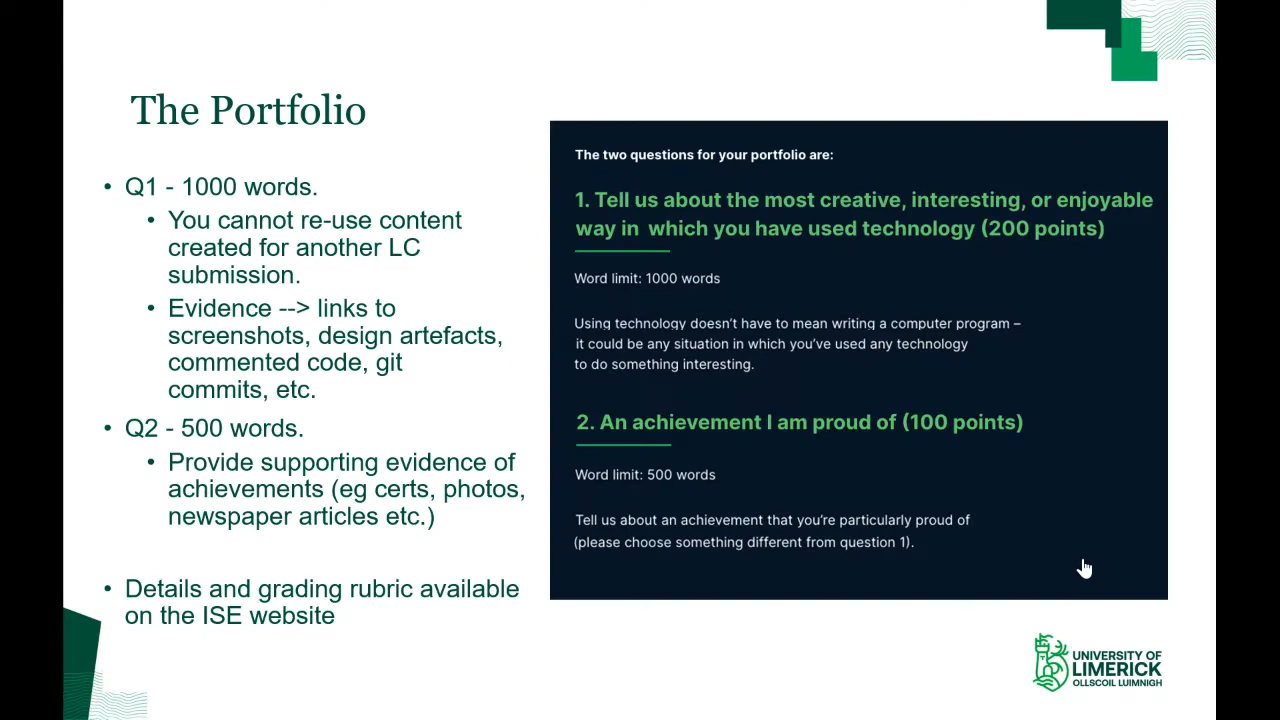 The Portfolio
• Q1 - 1000 words.
• You cannot re-use content
created for another LC
submission.
• Evidence --> links to
screenshots, design artefacts,
commented code, git
commits, etc.
• Q2 - 500 words.
• Provide supporting evidence of
achievements (eg certs, photos,
newspaper articles etc.)
• Details and grading rubric available
on the ISE website
The two questions for your portfolio are:
1. Tell us about the most creative, interesting, or enjoyable
way in which you have used technology (200 points)
Word limit: 1000 words
Using technology doesn't have to mean writing a computer program –
it could be any situation in which you've used any technology
to do something interesting.
2. An achievement I am proud of (100 points)
Word limit: 500 words
Tell us about an achievement that you're particularly proud of
(please choose something different from question 1).
UNIVERSITY OF
LIMERICK
OLLSCOIL LUIMNIGH